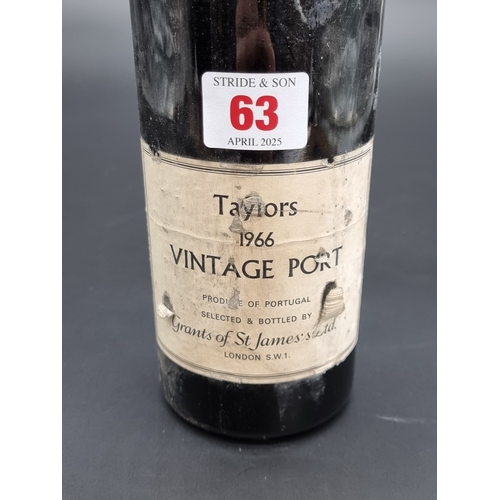 STRIDE & SON
63
APRIL 2025
Taylors
1966
VINTAGE PORT
PRODUCE OF PORTUGAL
SELECTED & BOTTLED BY
Grants of St James's Ltd.
LONDON S.W.1.